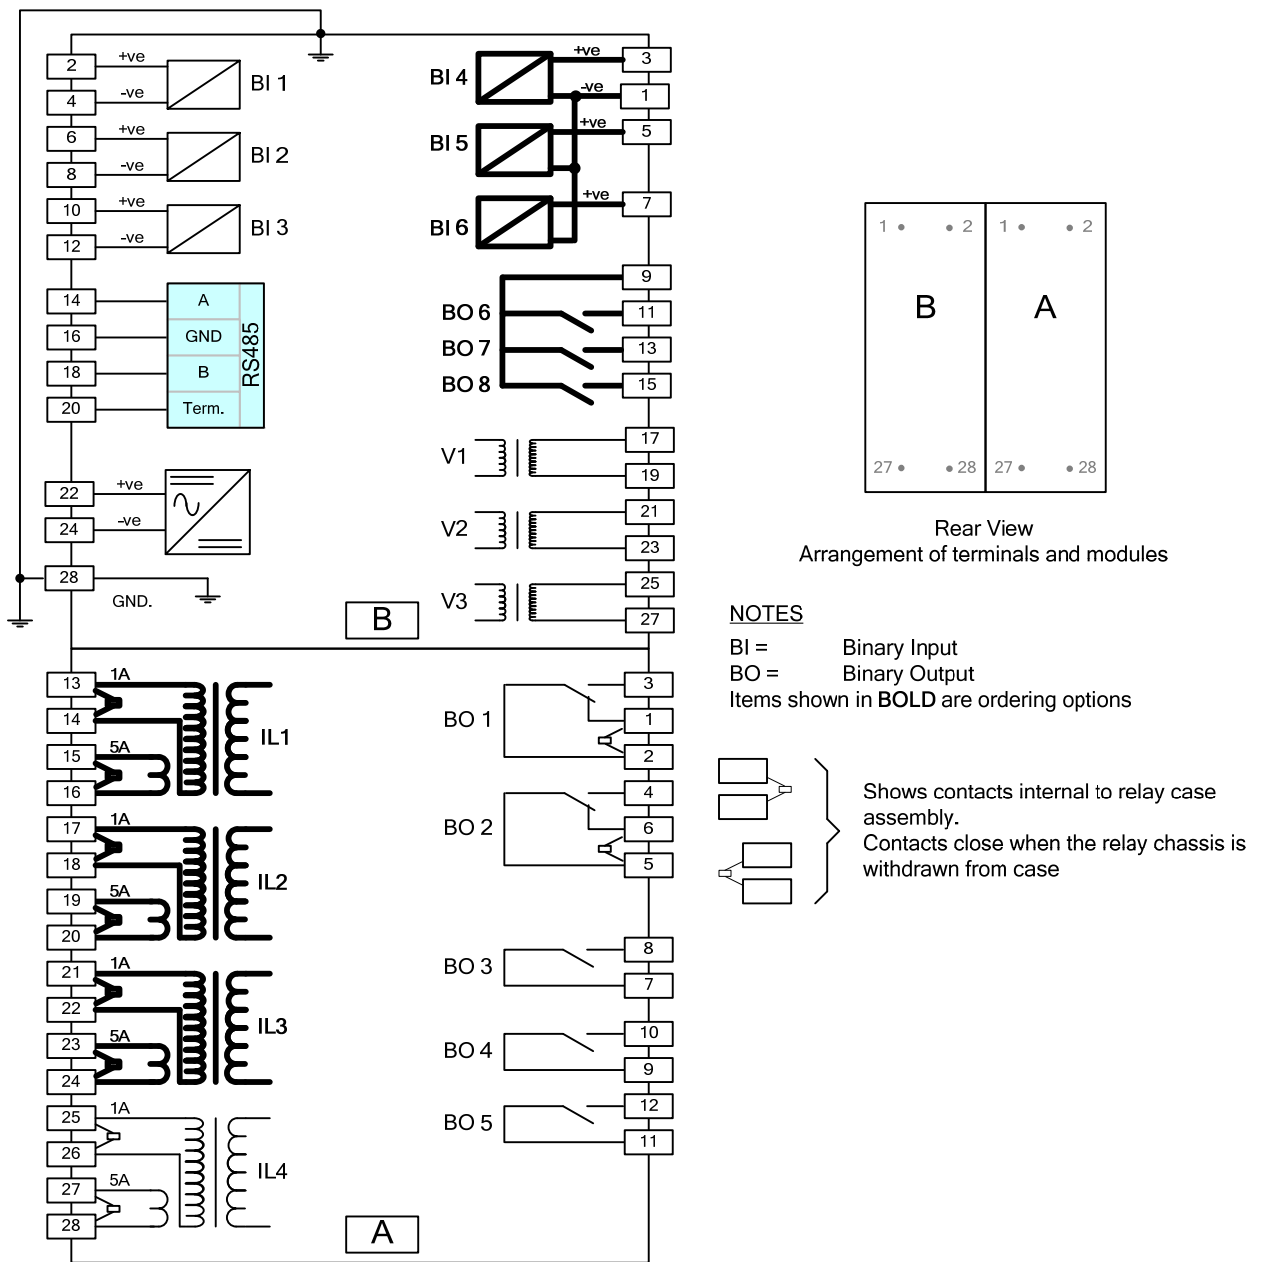 2 +ve
4 -ve
BI 1
6 +ve
8 -ve
BI 2
10 +ve
12 -ve
BI 3
14 A
16 GND
18 B
20 Term.
RS485
22 +ve
24 -ve
28
GND.
BI 4 +ve 3
-ve 1
BI 5 +ve 5
BI 6 +ve 7
9
BO 6 11
BO 7 13
BO 8 15
V1 17
19
V2 21
23
V3 25
27
B
13 1A
14
15 5A
16
IL1
17 1A
18
19 5A
20
IL2
21 1A
22
23 5A
24
IL3
25 1A
26
27 5A
28
IL4
BO 1 3
1
2
BO 2 4
6
5
BO 3 8
7
BO 4 10
9
BO 5 12
11
A
1 2 1 2
B A
27 28 27 28
Rear View
Arrangement of terminals and modules
NOTES
BI = Binary Input
BO = Binary Output
Items shown in BOLD are ordering options
Shows contacts internal to relay case
assembly.
Contacts close when the relay chassis is
withdrawn from case